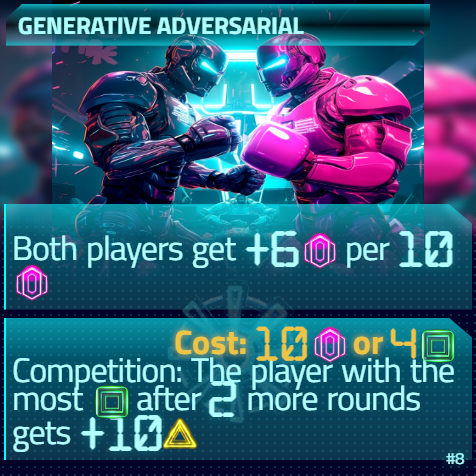 GENERATIVE ADVERSARIAL
Both players get +6 per 10
Cost: 10 or 4
Competition: The player with the
most after 2 more rounds
gets +10
#8